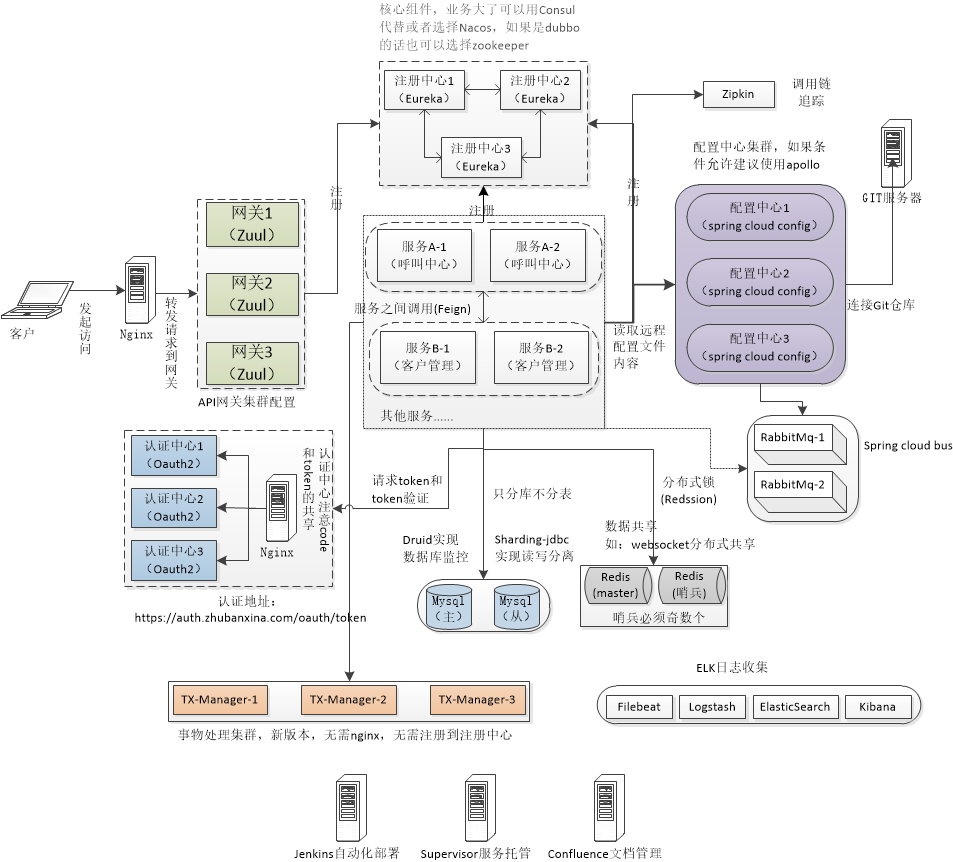 核心组件，业务大了可以用Consul
代替或者选择Nacos，如果是dubbo
的话也可以选择zookeeper
注册中心1
（Eureka）
注册中心2
（Eureka）
注册中心3
（Eureka）
Zipkin
调用链
追踪
配置中心集群，如果条
件允许建议使用apollo
GIT服务器
注册
注册
注册
网关1
（Zuul）
网关2
（Zuul）
网关3
（Zuul）
API网关集群配置
客户
发起访问
Nginx
转发请求到网关
服务A-1
（呼叫中心）
服务A-2
（呼叫中心）
服务之间调用(Feign)
服务B-1
（客户管理）
服务B-2
（客户管理）
其他服务......
读取远程
配置文件
内容
配置中心1
（spring cloud config）
配置中心2
（spring cloud config）
配置中心3
（spring cloud config）
连接Git仓库
RabbitMq-1
RabbitMq-2
Spring cloud bus
认证中心1
（Oauth2）
认证中心2
（Oauth2）
认证中心3
（Oauth2）
Nginx
认证中心注意code
和token的共享
认证地址：
https://auth.zhubanxina.com/oauth/token
请求token和
token验证
只分库不分表
分布式锁
（Redssion）
Druid实现
数据库监控
Sharding-jdbc
实现读写分离
数据共享
如：websocket分布式共享
Mysql
（主）
Mysql
（从）
Redis
(master)
Redis
(哨兵)
哨兵必须奇数个
TX-Manager-1
TX-Manager-2
TX-Manager-3
事物处理集群，新版本，无需nginx，无需注册到注册中心
ELK日志收集
Filebeat
Logstash
ElasticSearch
Kibana
Jenkins自动化部署
Supervisor服务托管
Confluence文档管理